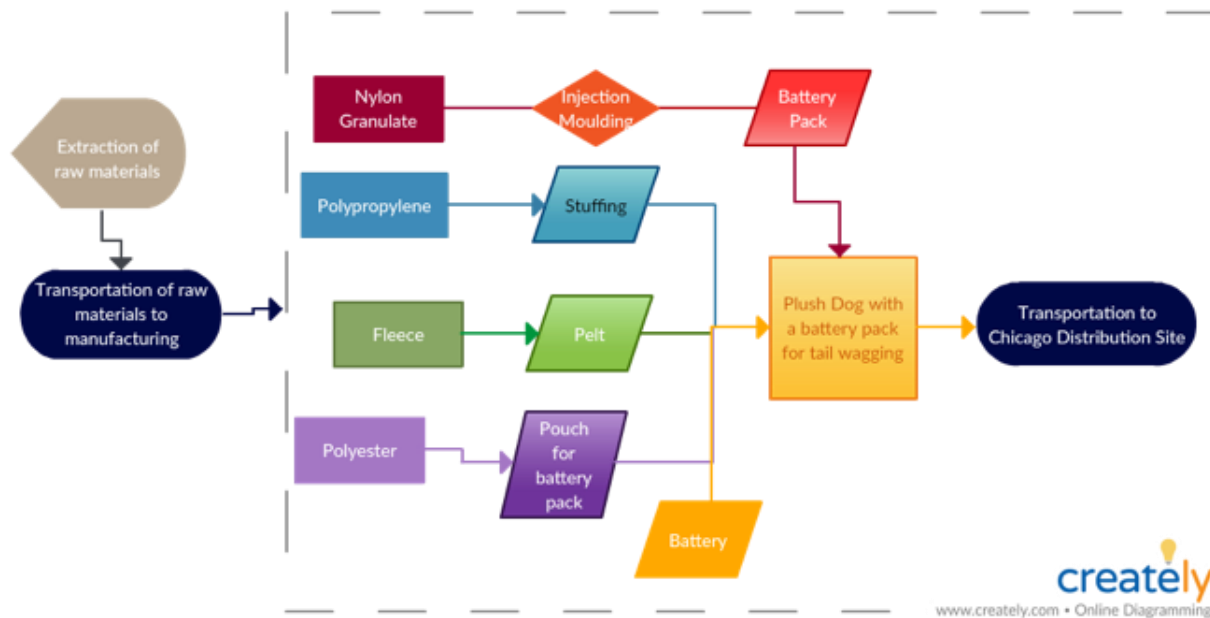 Extraction of
raw materials
Transportation of raw
materials to
manufacturing
Nylon
Granulate
Injection
Moulding
Battery
Pack
Polypropylene
Stuffing
Fleece
Pelt
Polyester
Pouch
for
battery
pack
Battery
Plush Dog with
a battery pack
for tail wagging
Transportation to
Chicago Distribution Site
creately
www.creately.com • Online Diagramming